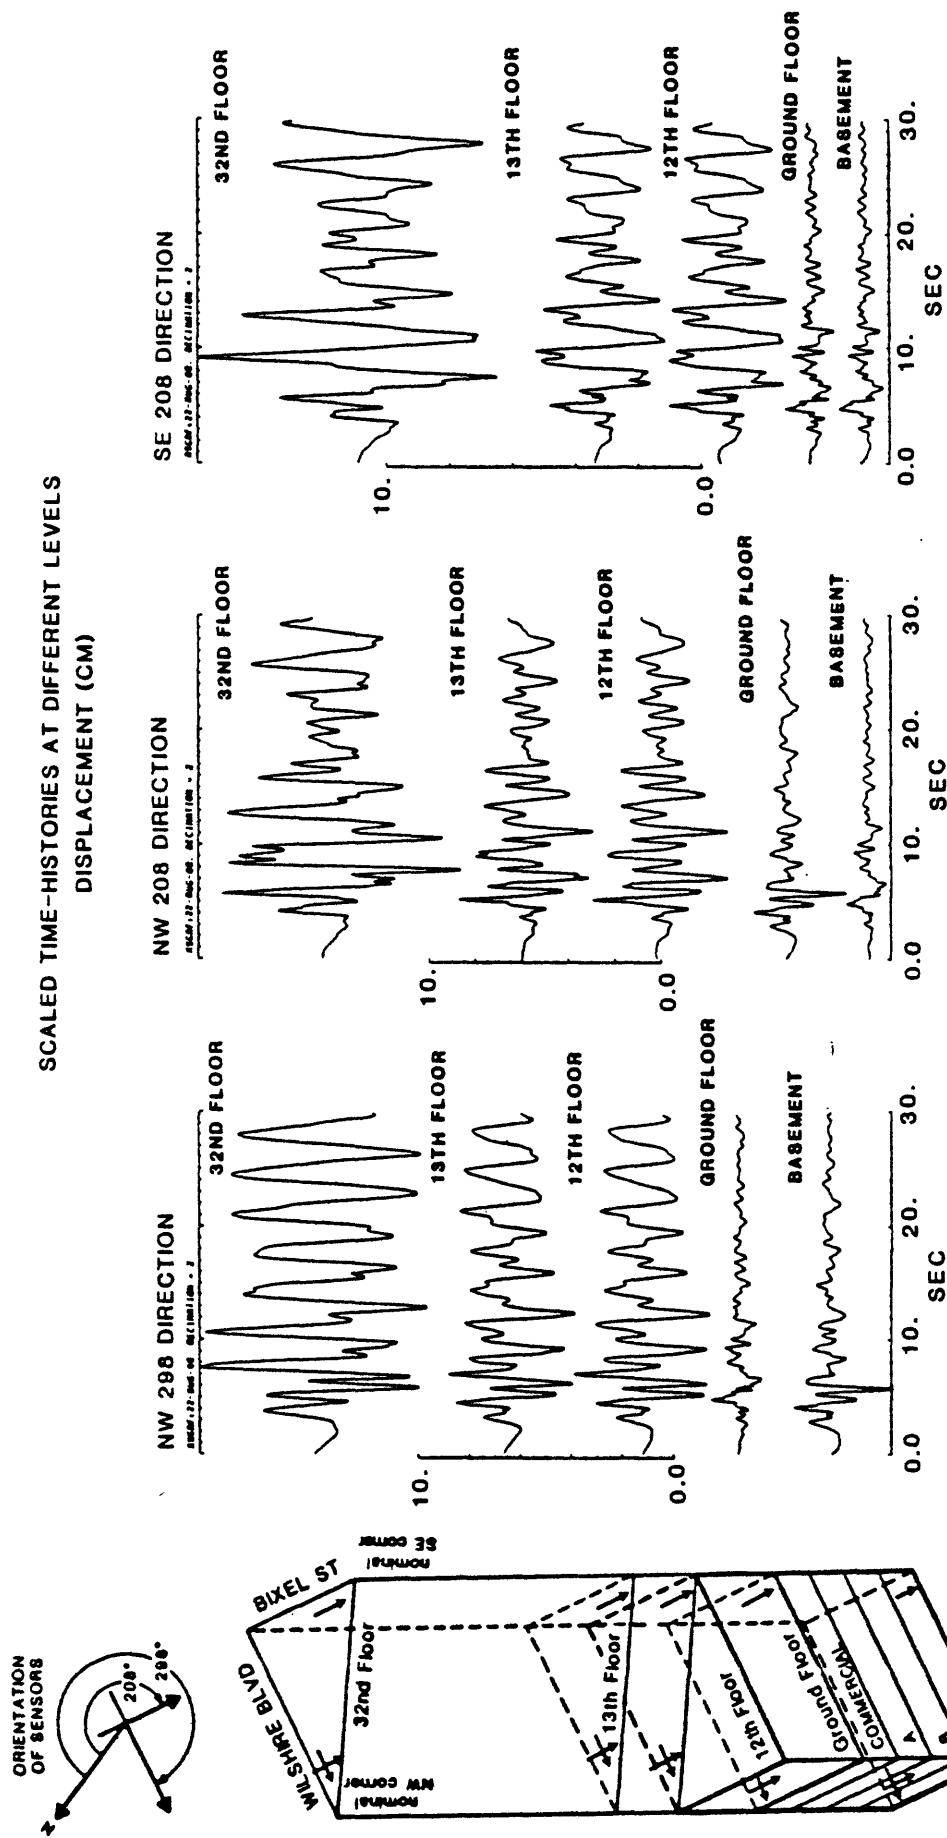 SCALED TIME-HISTORIES AT DIFFERENT LEVELS
DISPLACEMENT (CM)
ORIENTATION
OF SENSORS
N
208°
298°
WILSHIRE BLVD
BIXEL ST
nominal
NW corner
nominal
SE corner
32nd Floor
13th Floor
12th Floor
Ground Floor
COMMERCIAL
A
NW 298 DIRECTION
32ND FLOOR
10.
13TH FLOOR
12TH FLOOR
0.0
GROUND FLOOR
BASEMENT
0.0
10.
20.
30.
SEC
NW 208 DIRECTION
32ND FLOOR
10.
13TH FLOOR
12TH FLOOR
0.0
GROUND FLOOR
BASEMENT
0.0
10.
20.
30.
SEC
SE 208 DIRECTION
32ND FLOOR
10.
13TH FLOOR
12TH FLOOR
0.0
GROUND FLOOR
BASEMENT
0.0
10.
20.
30.
SEC